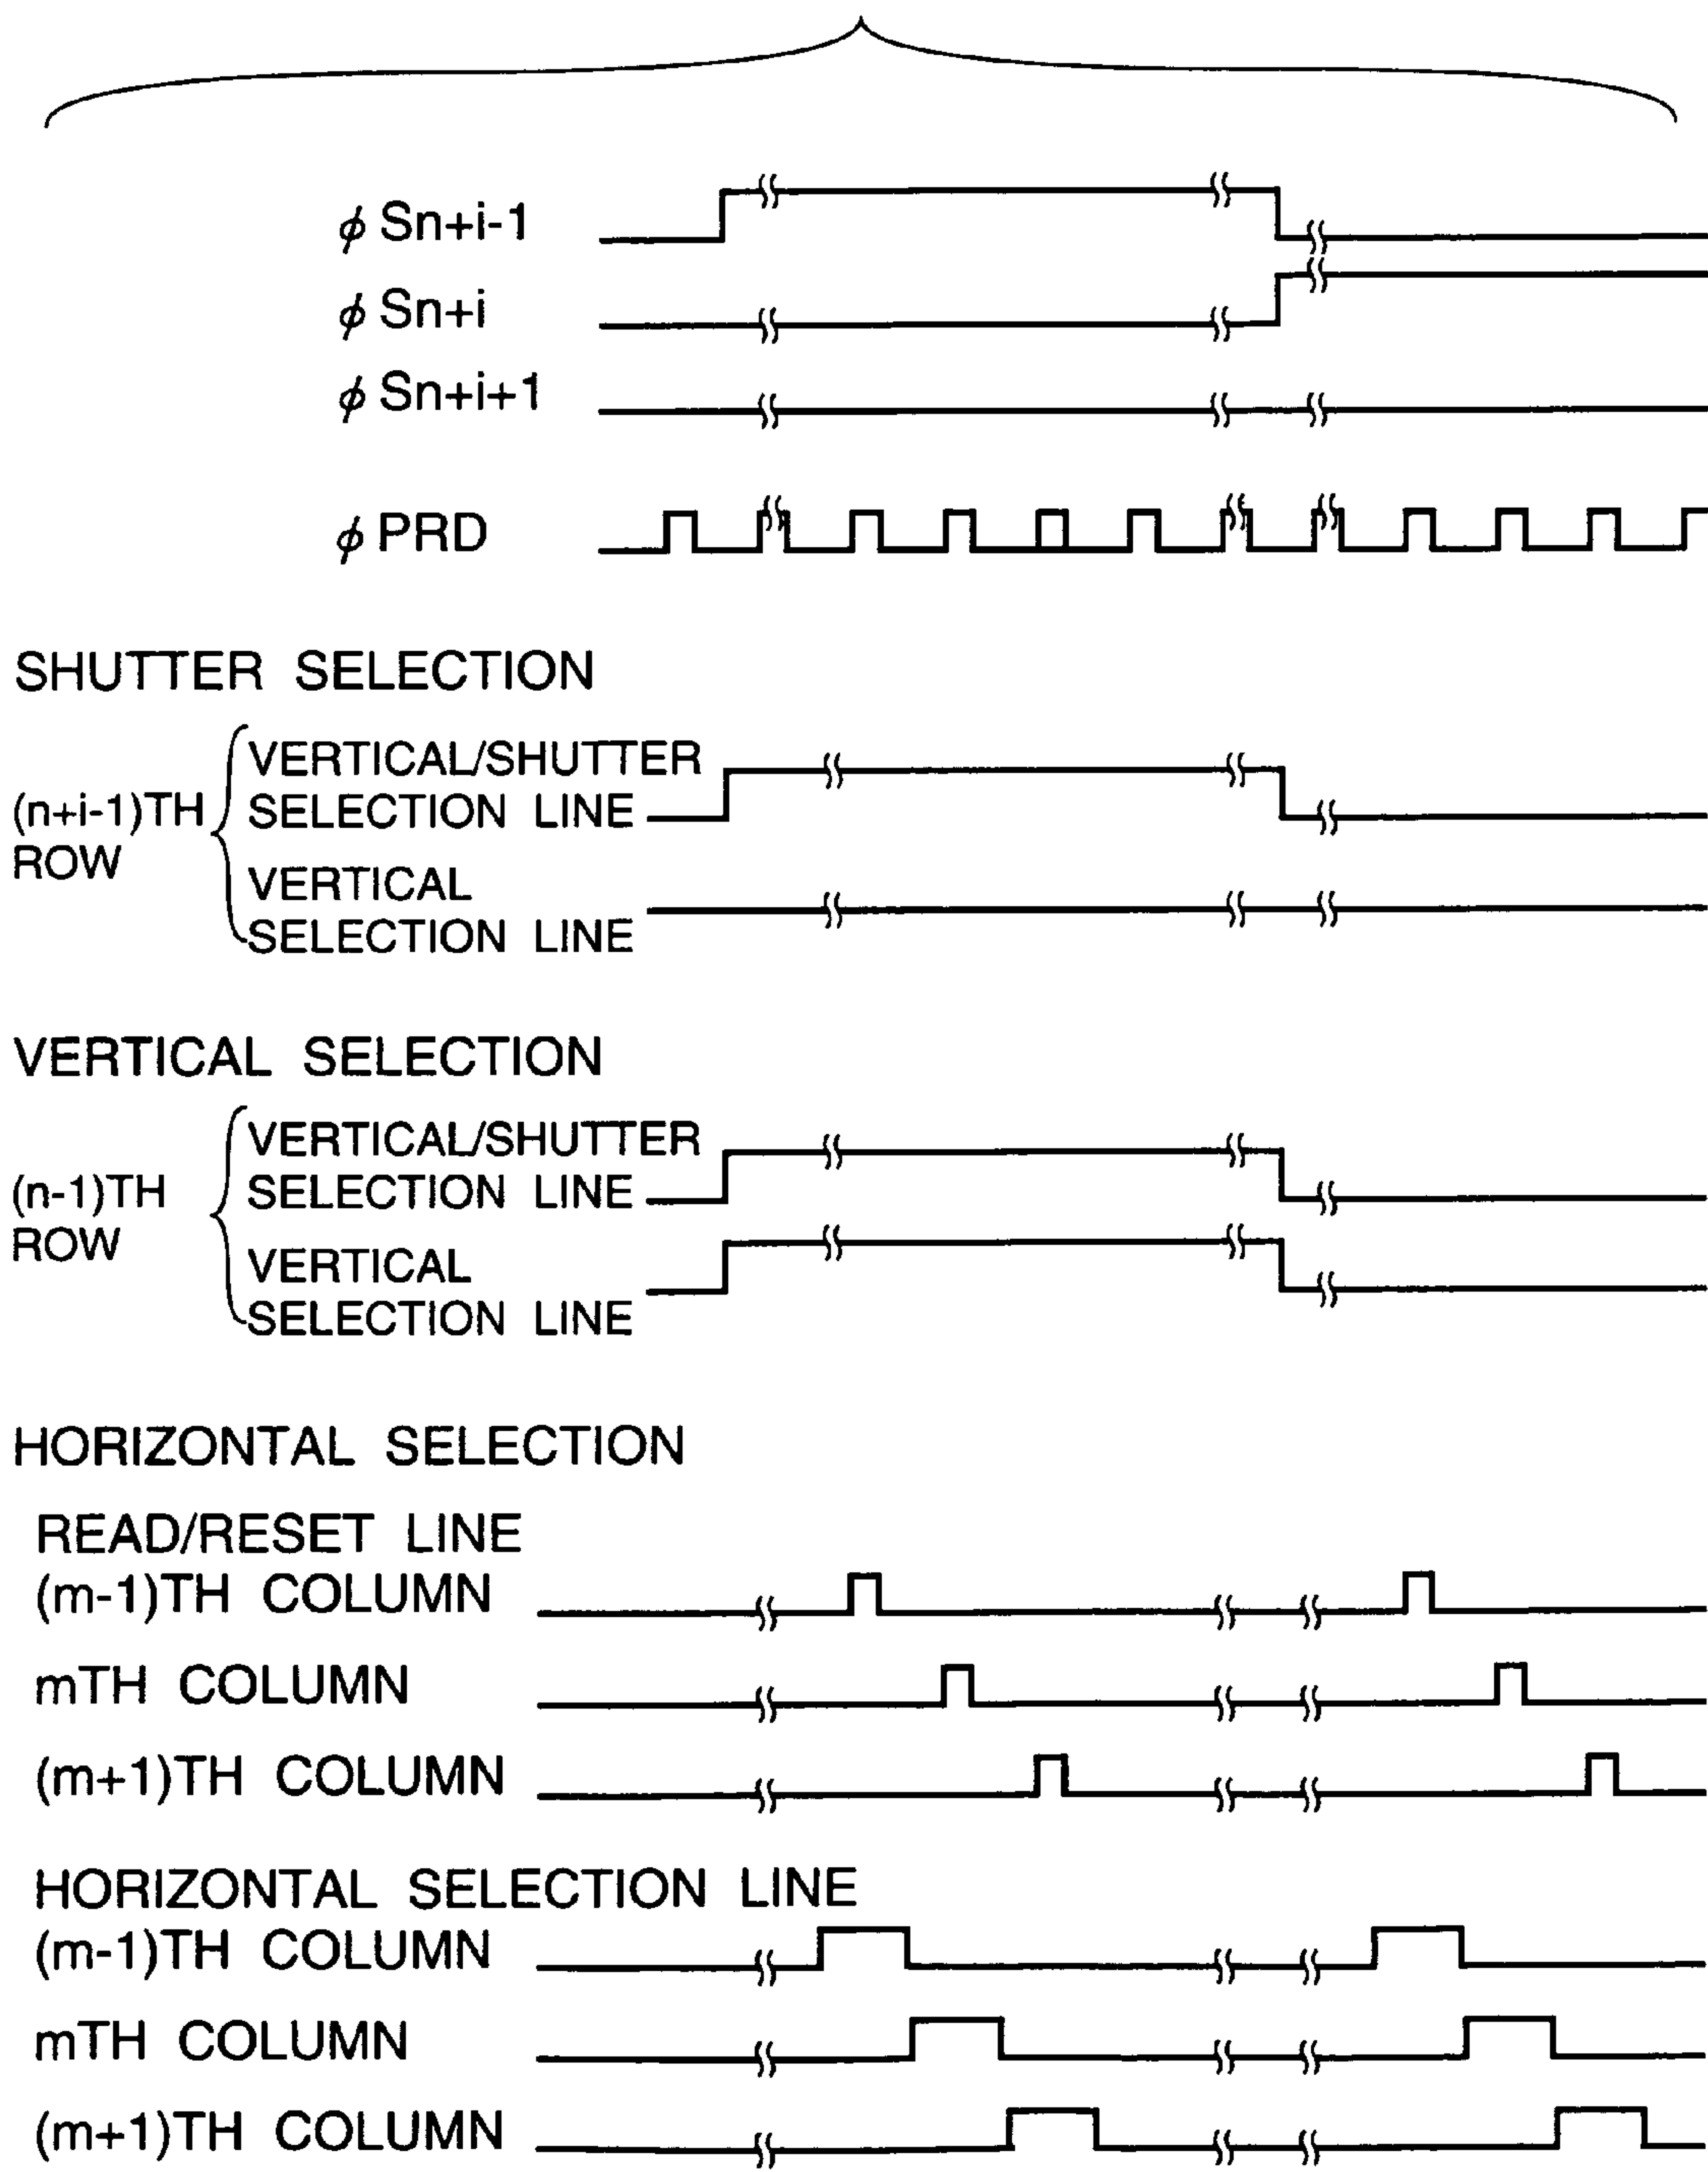 ϕ Sn+i-1
ϕ Sn+i
ϕ Sn+i+1
ϕ PRD
SHUTTER SELECTION
(n+i-1)TH
ROW
VERTICAL/SHUTTER
SELECTION LINE
VERTICAL
SELECTION LINE
VERTICAL SELECTION
(n-1)TH
ROW
VERTICAL/SHUTTER
SELECTION LINE
VERTICAL
SELECTION LINE
HORIZONTAL SELECTION
READ/RESET LINE
(m-1)TH COLUMN
mTH COLUMN
(m+1)TH COLUMN
HORIZONTAL SELECTION LINE
(m-1)TH COLUMN
mTH COLUMN
(m+1)TH COLUMN